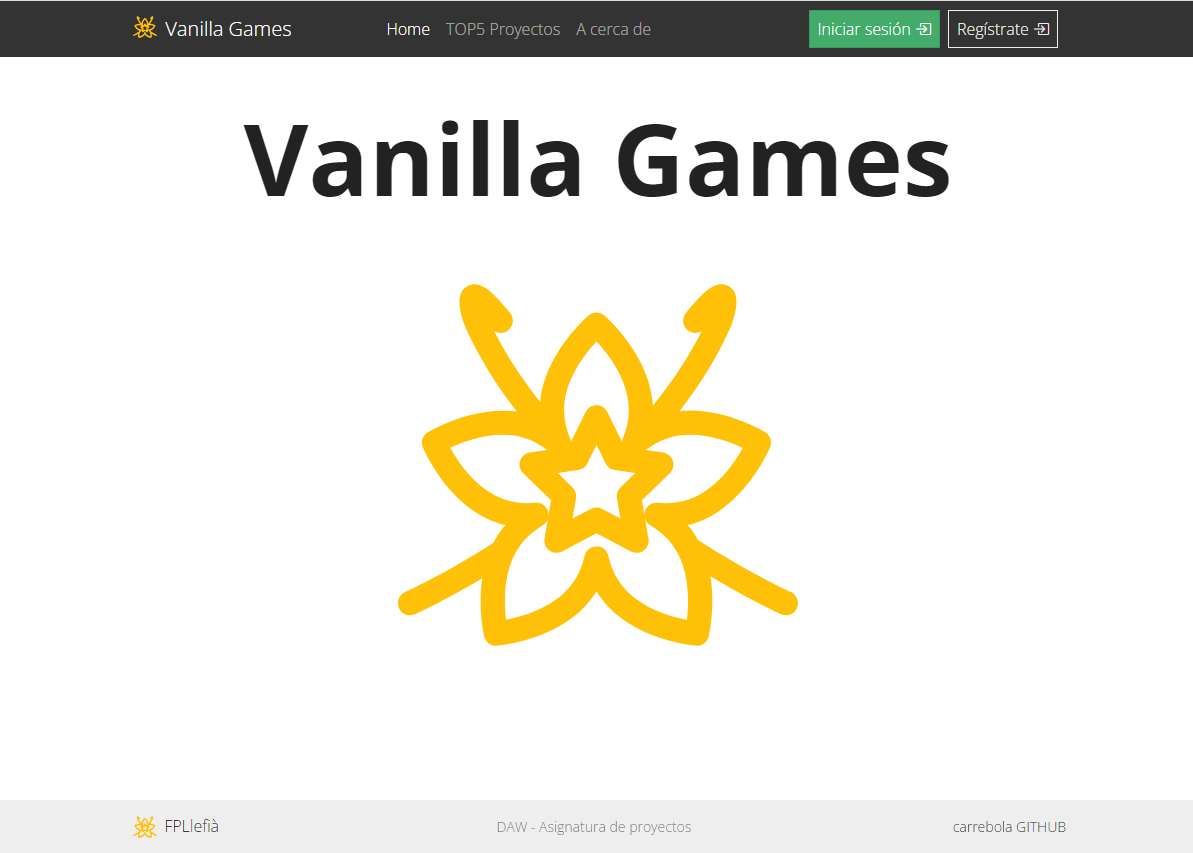 Vanilla Games Home TOP5 Proyectos A cerca de Iniciar sesión Regístrate
Vanilla Games
FPLlefià DAW - Asignatura de proyectos carrebola GITHUB